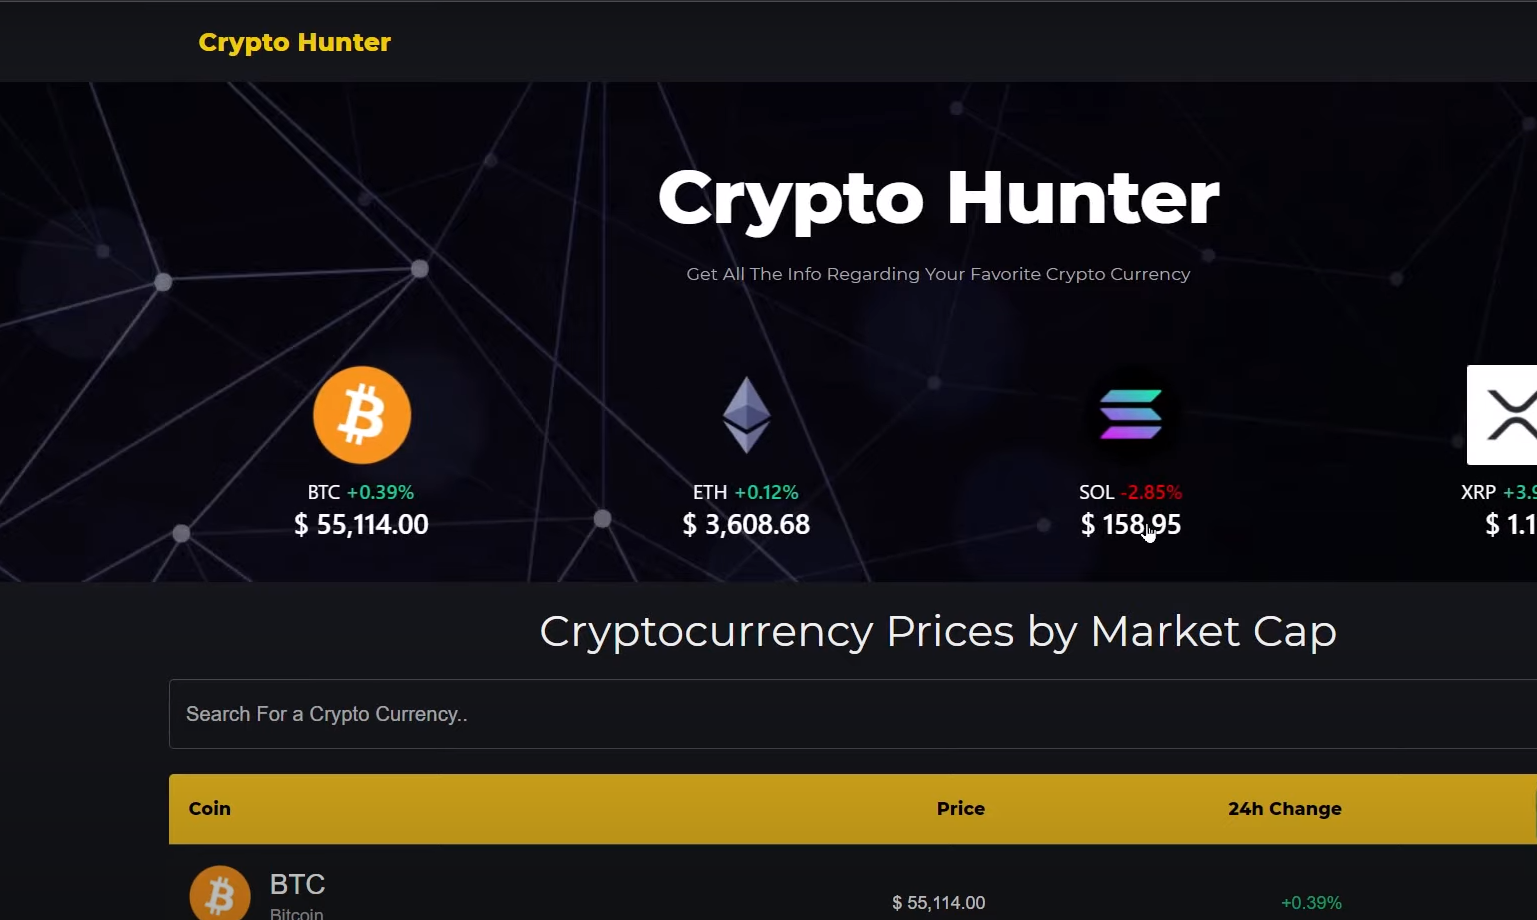 Crypto Hunter
Crypto Hunter
Get All The Info Regarding Your Favorite Crypto Currency
BTC +0.39%
$ 55,114.00
ETH +0.12%
$ 3,608.68
SOL -2.85%
$ 158.95
XRP +3.9
$ 1.1
Cryptocurrency Prices by Market Cap
Search For a Crypto Currency..
Coin Price 24h Change
BTC
Bitcoin
$ 55,114.00 +0.39%